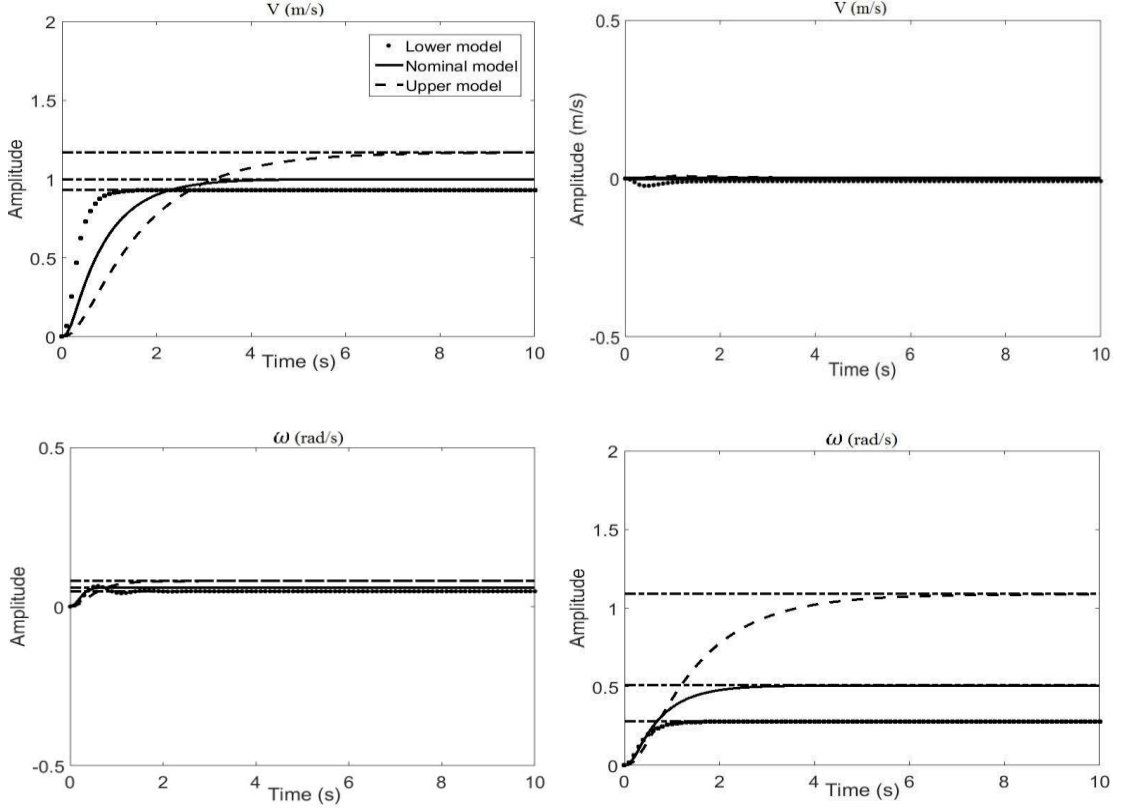 V (m/s)
2
1.5
1
0.5
0
Amplitude
Lower model
Nominal model
Upper model
0 2 4 6 8 10
Time (s)
V (m/s)
0.5
0
-0.5
Amplitude (m/s)
0 2 4 6 8 10
Time (s)
ω (rad/s)
0.5
0
-0.5
Amplitude
0 2 4 6 8 10
Time (s)
ω (rad/s)
2
1.5
1
0.5
0
Amplitude
0 2 4 6 8 10
Time (s)